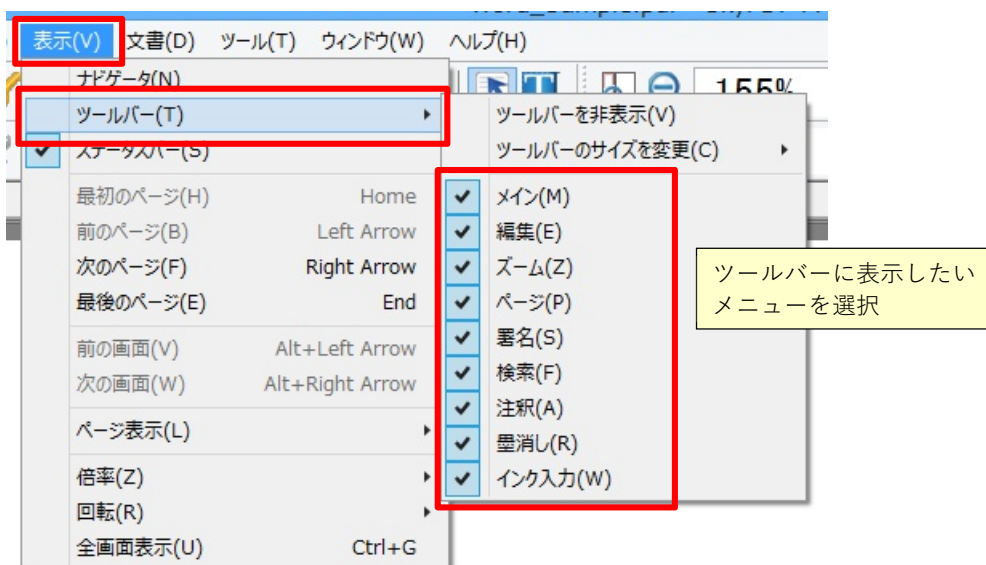 表示(V) 文書(D) ツール(T) ウィンドウ(W) ヘルプ(H)
ナビゲータ(N)
155%
ツールバー(T)
ステータスバー(S)
最初のページ(H) Home
前のページ(B) Left Arrow
次のページ(F) Right Arrow
最後のページ(E) End
前の画面(V) Alt+Left Arrow
次の画面(W) Alt+Right Arrow
ページ表示(L)
倍率(Z)
回転(R)
全画面表示(U) Ctrl+G
ツールバーを非表示(V)
ツールバーのサイズを変更(C)
メイン(M)
編集(E)
ズーム(Z)
ページ(P)
署名(S)
検索(F)
注釈(A)
墨消し(R)
インク入力(W)
ツールバーに表示したい
メニューを選択